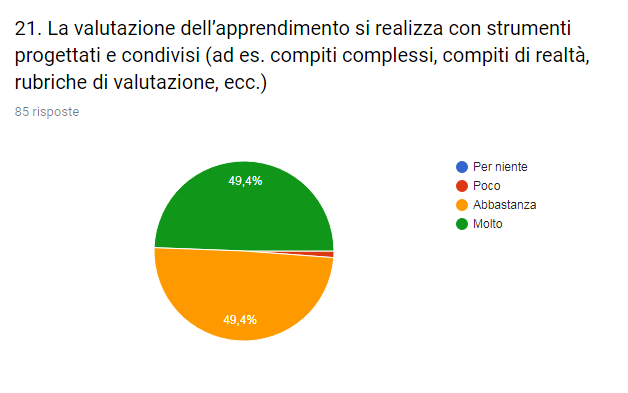 21. La valutazione dell’apprendimento si realizza con strumenti
progettati e condivisi (ad es. compiti complessi, compiti di realtà,
rubriche di valutazione, ecc.)
85 risposte
49,4%
49,4%
Per niente
Poco
Abbastanza
Molto